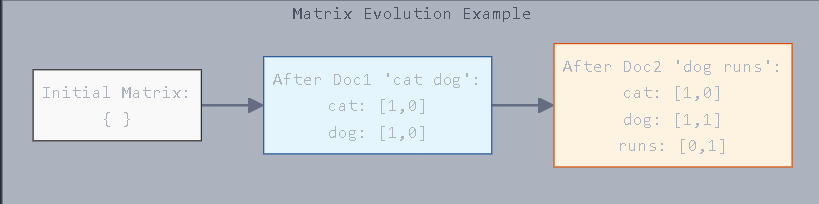 Matrix Evolution Example
Initial Matrix:
{ }
After Doc1 'cat dog':
cat: [1,0]
dog: [1,0]
After Doc2 'dog runs':
cat: [1,0]
dog: [1,1]
runs: [0,1]